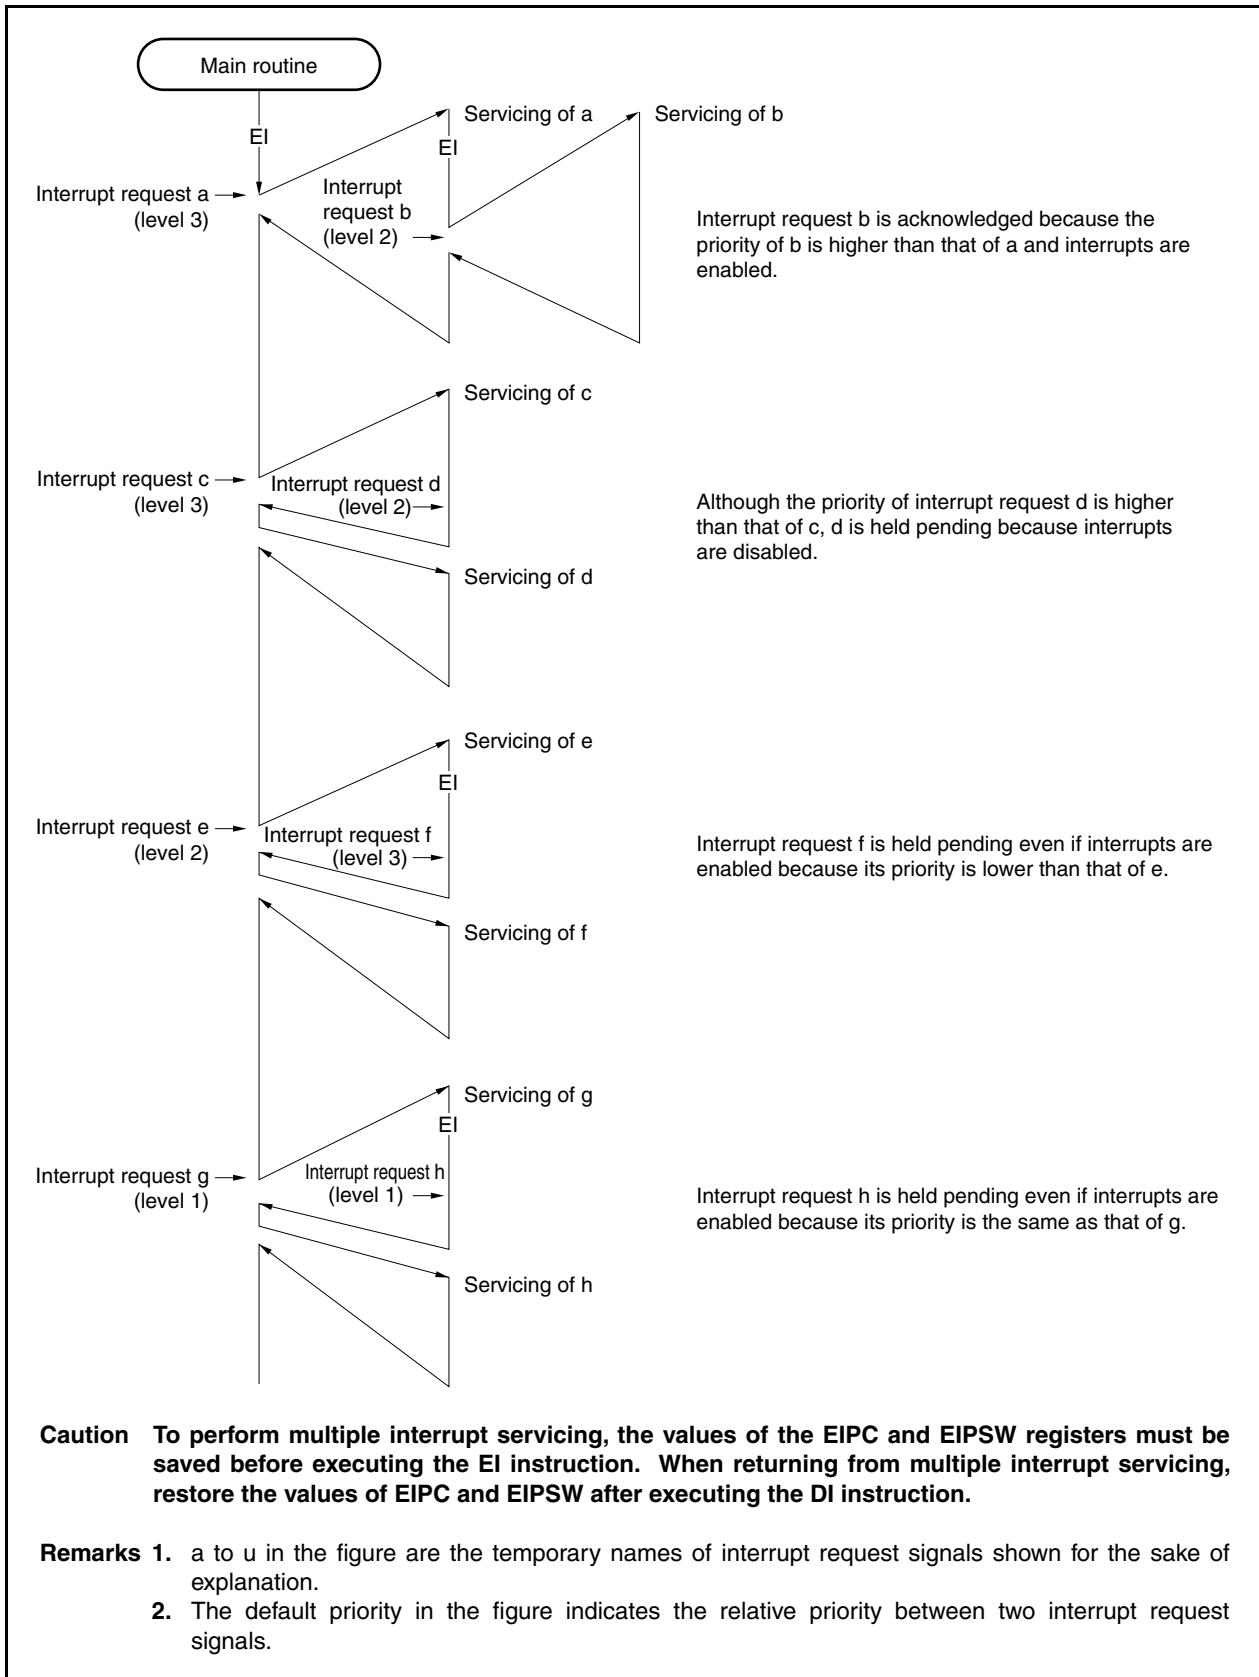 Main routine
EI
Servicing of a
Servicing of b
EI
Interrupt request a
(level 3)
Interrupt
request b
(level 2)
Interrupt request b is acknowledged because the
priority of b is higher than that of a and interrupts are
enabled.
Servicing of c
Interrupt request c
(level 3)
Interrupt request d
(level 2)
Although the priority of interrupt request d is higher
than that of c, d is held pending because interrupts
are disabled.
Servicing of d
Servicing of e
EI
Interrupt request e
(level 2)
Interrupt request f
(level 3)
Interrupt request f is held pending even if interrupts are
enabled because its priority is lower than that of e.
Servicing of f
Servicing of g
EI
Interrupt request g
(level 1)
Interrupt request h
(level 1)
Interrupt request h is held pending even if interrupts are
enabled because its priority is the same as that of g.
Servicing of h
Caution To perform multiple interrupt servicing, the values of the EIPC and EIPSW registers must be
saved before executing the EI instruction. When returning from multiple interrupt servicing,
restore the values of EIPC and EIPSW after executing the DI instruction.
Remarks 1. a to u in the figure are the temporary names of interrupt request signals shown for the sake of
explanation.
2. The default priority in the figure indicates the relative priority between two interrupt request
signals.